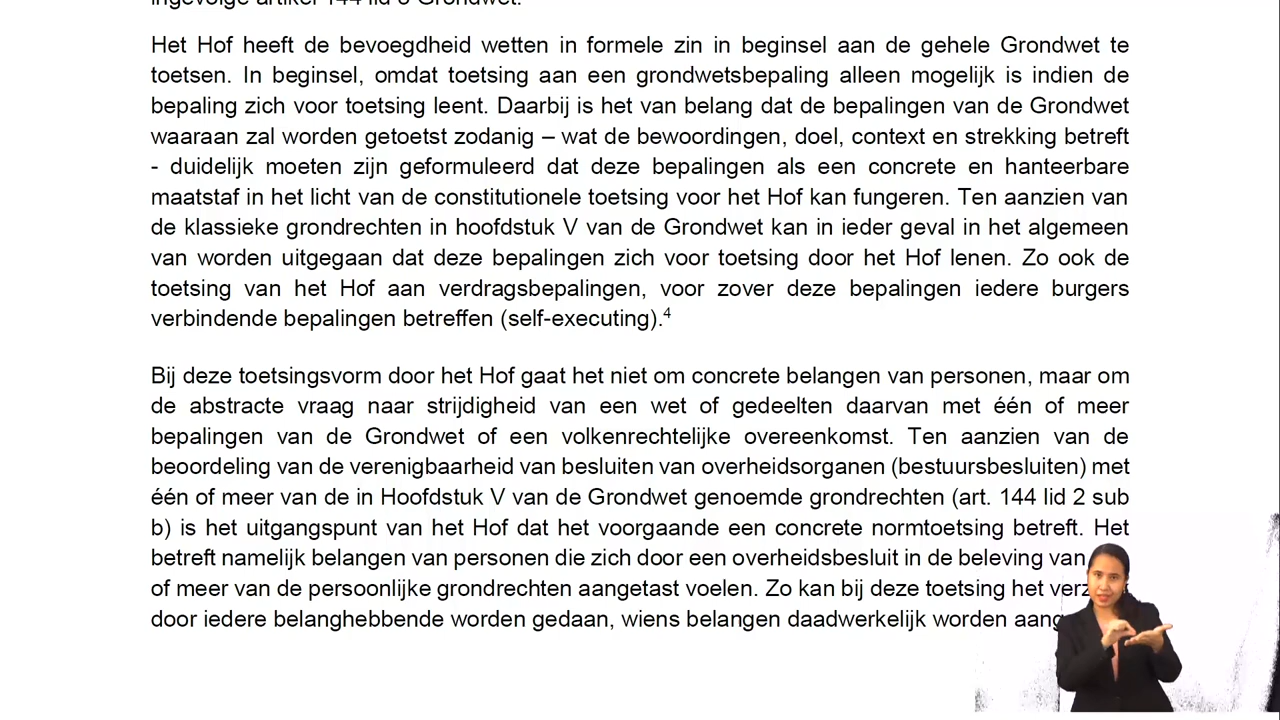 ingevolge artikel 144 lid 3 Grondwet.
Het Hof heeft de bevoegdheid wetten in formele zin in beginsel aan de gehele Grondwet te
toetsen. In beginsel, omdat toetsing aan een grondwetsbepaling alleen mogelijk is indien de
bepaling zich voor toetsing leent. Daarbij is het van belang dat de bepalingen van de Grondwet
waaraan zal worden getoetst zodanig – wat de bewoordingen, doel, context en strekking betreft
- duidelijk moeten zijn geformuleerd dat deze bepalingen als een concrete en hanteerbare
maatstaf in het licht van de constitutionele toetsing voor het Hof kan fungeren. Ten aanzien van
de klassieke grondrechten in hoofdstuk V van de Grondwet kan in ieder geval in het algemeen
van worden uitgegaan dat deze bepalingen zich voor toetsing door het Hof lenen. Zo ook de
toetsing van het Hof aan verdragsbepalingen, voor zover deze bepalingen iedere burgers
verbindende bepalingen betreffen (self-executing).4
Bij deze toetsingsvorm door het Hof gaat het niet om concrete belangen van personen, maar om
de abstracte vraag naar strijdigheid van een wet of gedeelten daarvan met één of meer
bepalingen van de Grondwet of een volkenrechtelijke overeenkomst. Ten aanzien van de
beoordeling van de verenigbaarheid van besluiten van overheidsorganen (bestuursbesluiten) met
één of meer van de in Hoofdstuk V van de Grondwet genoemde grondrechten (art. 144 lid 2 sub
b) is het uitgangspunt van het Hof dat het voorgaande een concrete normtoetsing betreft. Het
betreft namelijk belangen van personen die zich door een overheidsbesluit in de beleving van
of meer van de persoonlijke grondrechten aangetast voelen. Zo kan bij deze toetsing het
door iedere belanghebbende worden gedaan, wiens belangen daadwerkelijk worden